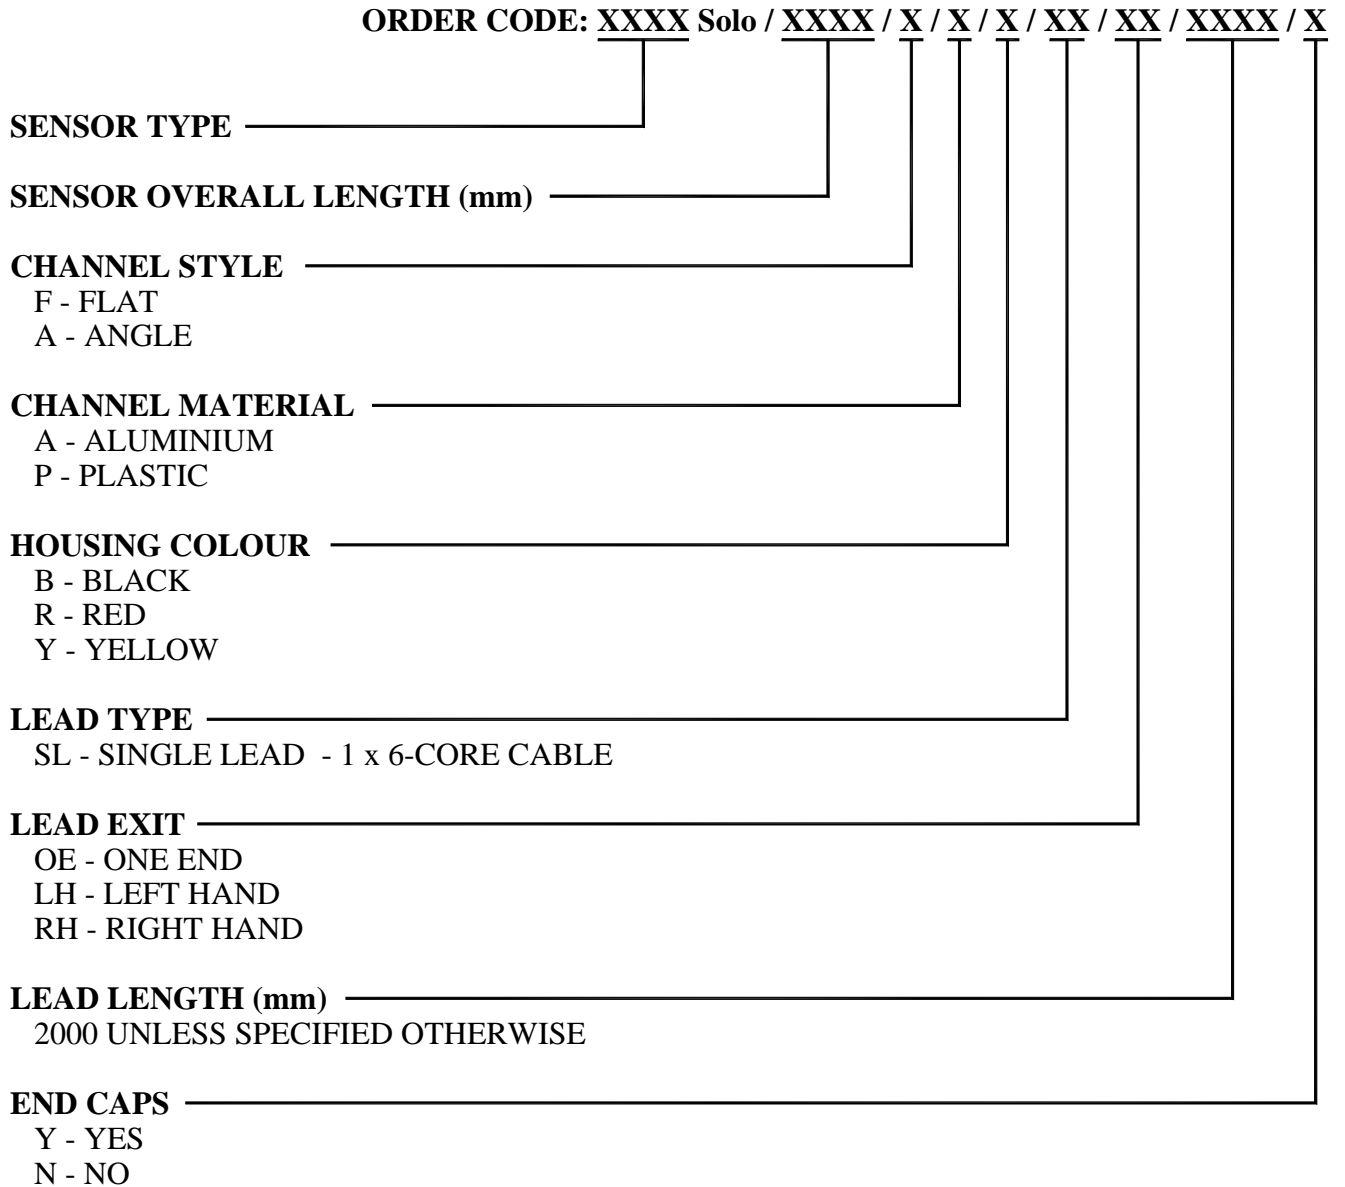 ORDER CODE: XXXX Solo / XXXX / X / X / X / XX / XX / XXXX / X
SENSOR TYPE
SENSOR OVERALL LENGTH (mm)
CHANNEL STYLE
F - FLAT
A - ANGLE
CHANNEL MATERIAL
A - ALUMINIUM
P - PLASTIC
HOUSING COLOUR
B - BLACK
R - RED
Y - YELLOW
LEAD TYPE
SL - SINGLE LEAD - 1 x 6-CORE CABLE
LEAD EXIT
OE - ONE END
LH - LEFT HAND
RH - RIGHT HAND
LEAD LENGTH (mm)
2000 UNLESS SPECIFIED OTHERWISE
END CAPS
Y - YES
N - NO